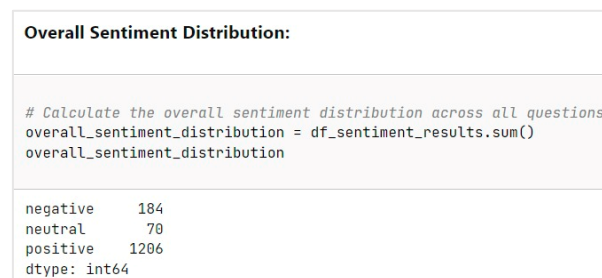 Overall Sentiment Distribution:
# Calculate the overall sentiment distribution across all questions
overall_sentiment_distribution = df_sentiment_results.sum()
overall_sentiment_distribution
negative 184
neutral 70
positive 1206
dtype: int64